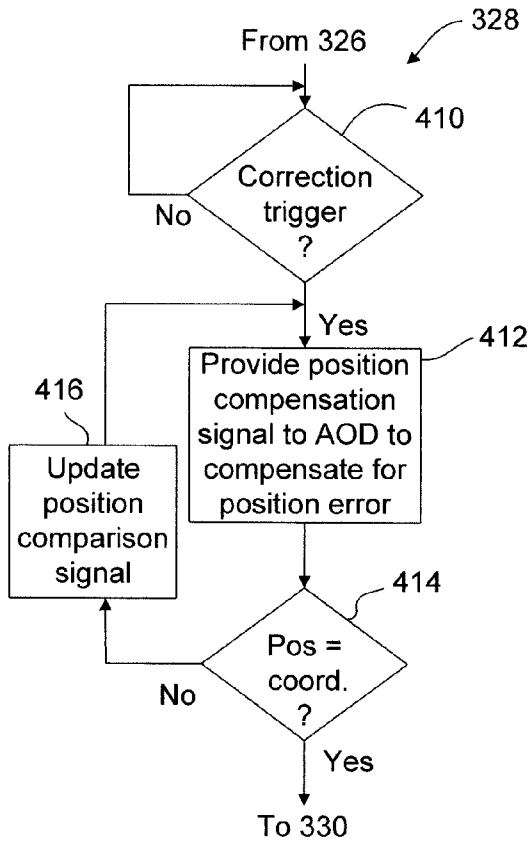 From 326
328
410
Correction
trigger
?
No
Yes
412
Provide position
compensation
signal to AOD to
compensate for
position error
416
Update
position
comparison
signal
414
Pos =
coord.
?
No
Yes
To 330